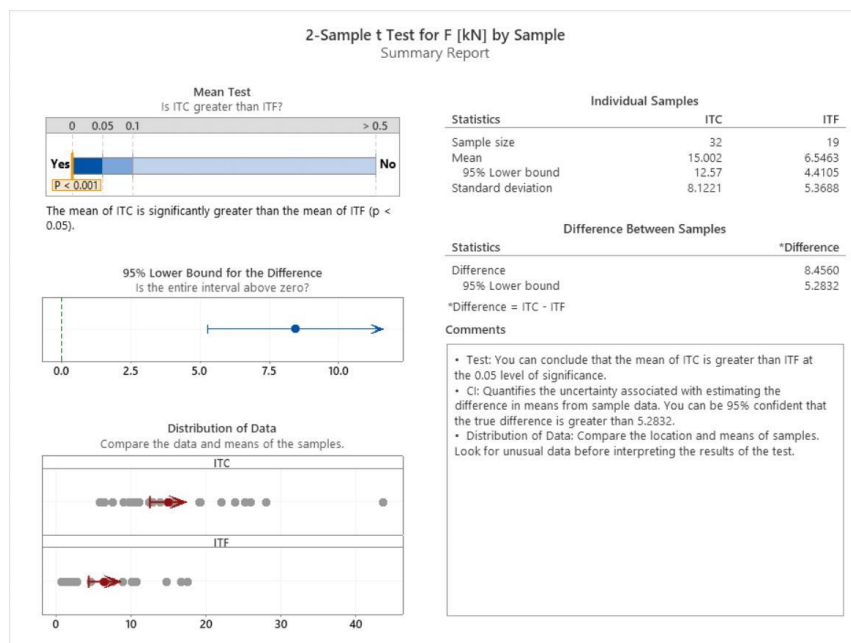 2-Sample t Test for F [kN] by Sample
Summary Report
Mean Test
Is ITC greater than ITF?
0 0.05 0.1 > 0.5
Yes No
P < 0.001
The mean of ITC is significantly greater than the mean of ITF (p <
0.05).
95% Lower Bound for the Difference
Is the entire interval above zero?
0.0 2.5 5.0 7.5 10.0
Distribution of Data
Compare the data and means of the samples.
ITC
ITF
0 10 20 30 40
Individual Samples
Statistics ITC ITF
Sample size 32 19
Mean 15.002 6.5463
95% Lower bound 12.57 4.4105
Standard deviation 8.1221 5.3688
Difference Between Samples
Statistics *Difference
Difference 8.4560
95% Lower bound 5.2832
*Difference = ITC - ITF
Comments
• Test: You can conclude that the mean of ITC is greater than ITF at
the 0.05 level of significance.
• CI: Quantifies the uncertainty associated with estimating the
difference in means from sample data. You can be 95% confident that
the true difference is greater than 5.2832.
• Distribution of Data: Compare the location and means of samples.
Look for unusual data before interpreting the results of the test.